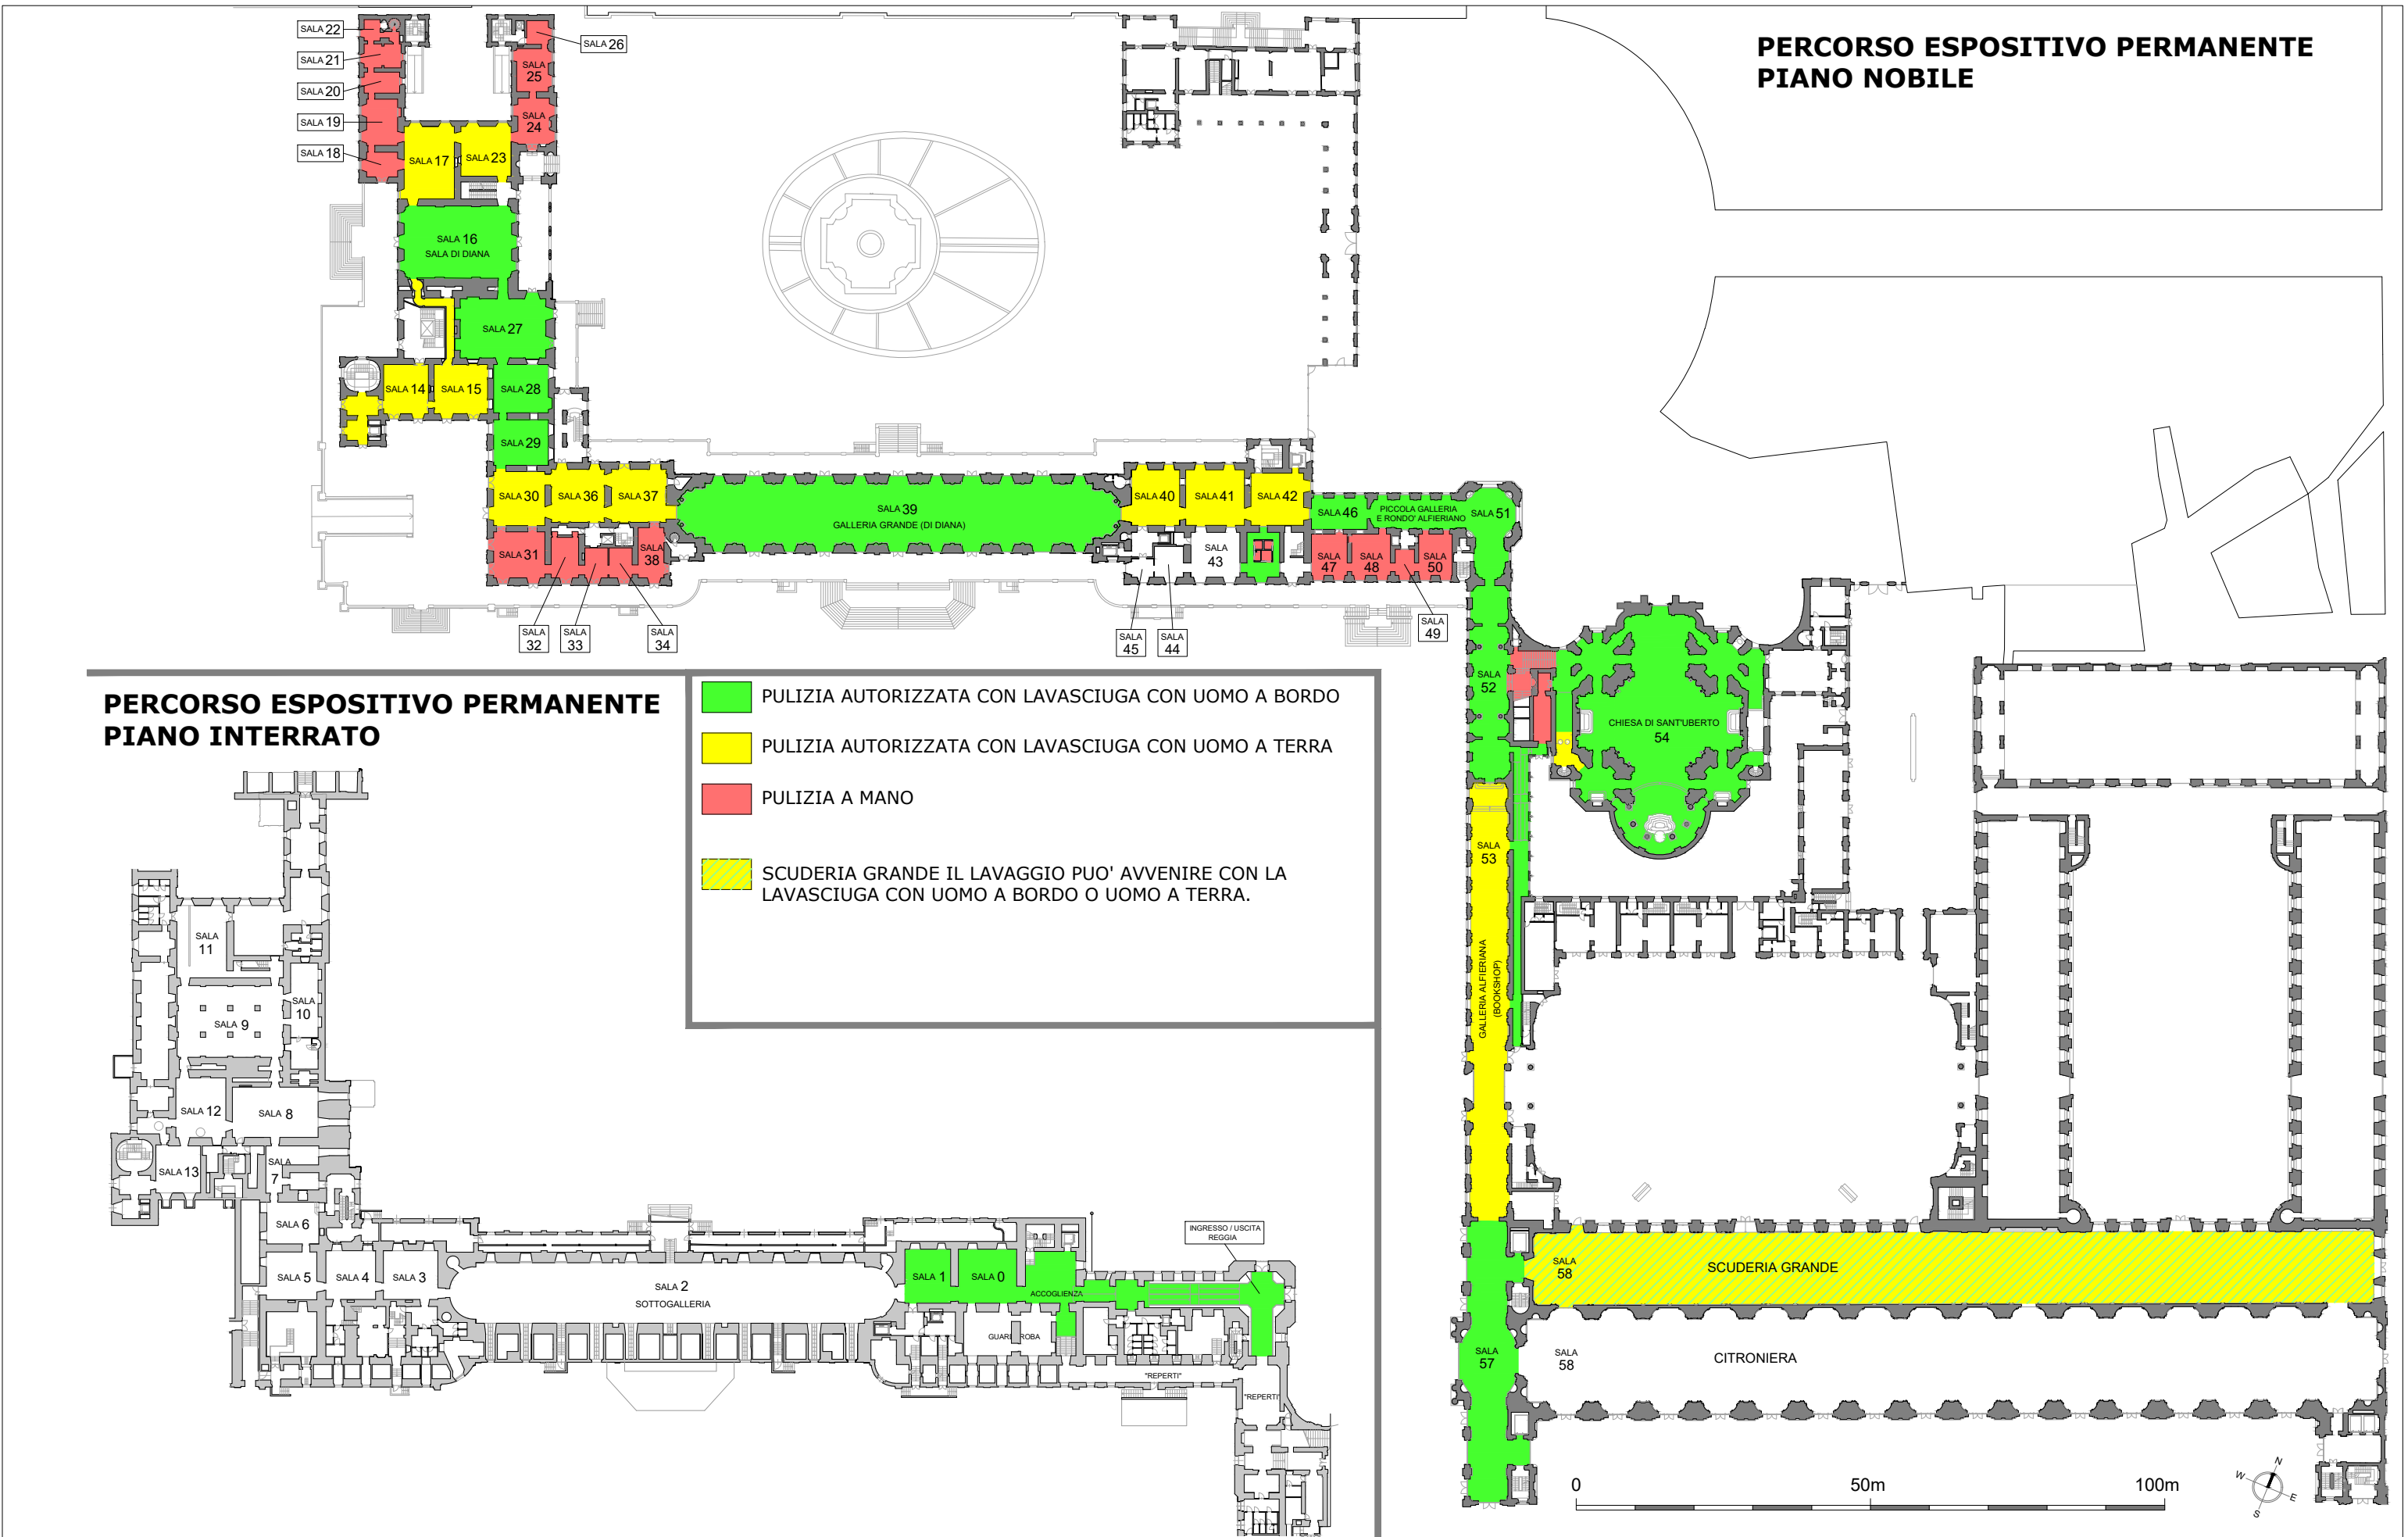 PERCORSO ESPOSITIVO PERMANENTE
PIANO NOBILE
SALA 22
SALA 21
SALA 20
SALA 19
SALA 18
SALA 26
SALA
25
SALA
24
SALA 17
SALA 23
SALA 16
SALA DI DIANA
SALA 27
SALA 14
SALA 15
SALA 28
SALA 29
SALA 30
SALA 36
SALA 37
SALA 31
SALA
38
SALA
32
SALA
33
SALA
34
SALA 39
GALLERIA GRANDE (DI DIANA)
SALA 40
SALA 41
SALA 42
SALA
43
SALA
45
SALA
44
SALA 46
PICCOLA GALLERIA
E RONDO' ALFIERIANO
SALA 51
SALA
47
SALA
48
SALA
50
SALA
49
SALA
52
CHIESA DI SANT'UBERTO
54
SALA
53
GALLERIA ALFIERIANA
(BOOKSHOP)
SALA
58
SCUDERIA GRANDE
SALA
57
SALA
58
CITRONIERA
0
50m
100m
N
W
E
S
PERCORSO ESPOSITIVO PERMANENTE
PIANO INTERRATO
PULIZIA AUTORIZZATA CON LAVASCIUGA CON UOMO A BORDO
PULIZIA AUTORIZZATA CON LAVASCIUGA CON UOMO A TERRA
PULIZIA A MANO
SCUDERIA GRANDE IL LAVAGGIO PUO' AVVENIRE CON LA
LAVASCIUGA CON UOMO A BORDO O UOMO A TERRA.
SALA
11
SALA
10
SALA 9
SALA 12
SALA 8
SALA 13
SALA
7
SALA 6
SALA 5
SALA 4
SALA 3
SALA 2
SOTTOGALLERIA
SALA 1
SALA 0
ACCOGLIENZA
GUARDAROBA
INGRESSO / USCITA
REGGIA
"REPERTI"
"REPERTI"